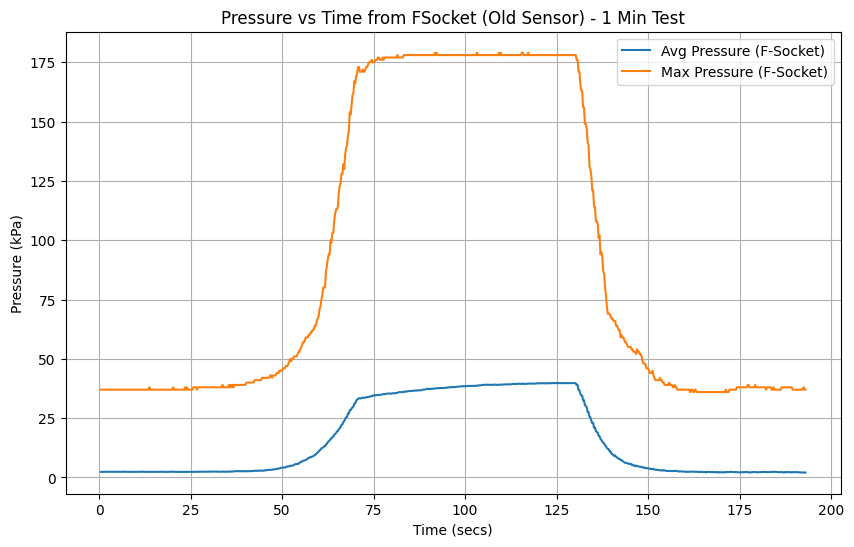 Pressure vs Time from FSocket (Old Sensor) - 1 Min Test
Avg Pressure (F-Socket)
Max Pressure (F-Socket)
Pressure (kPa)
175
150
125
100
75
50
25
0
0 25 50 75 100 125 150 175 200
Time (secs)